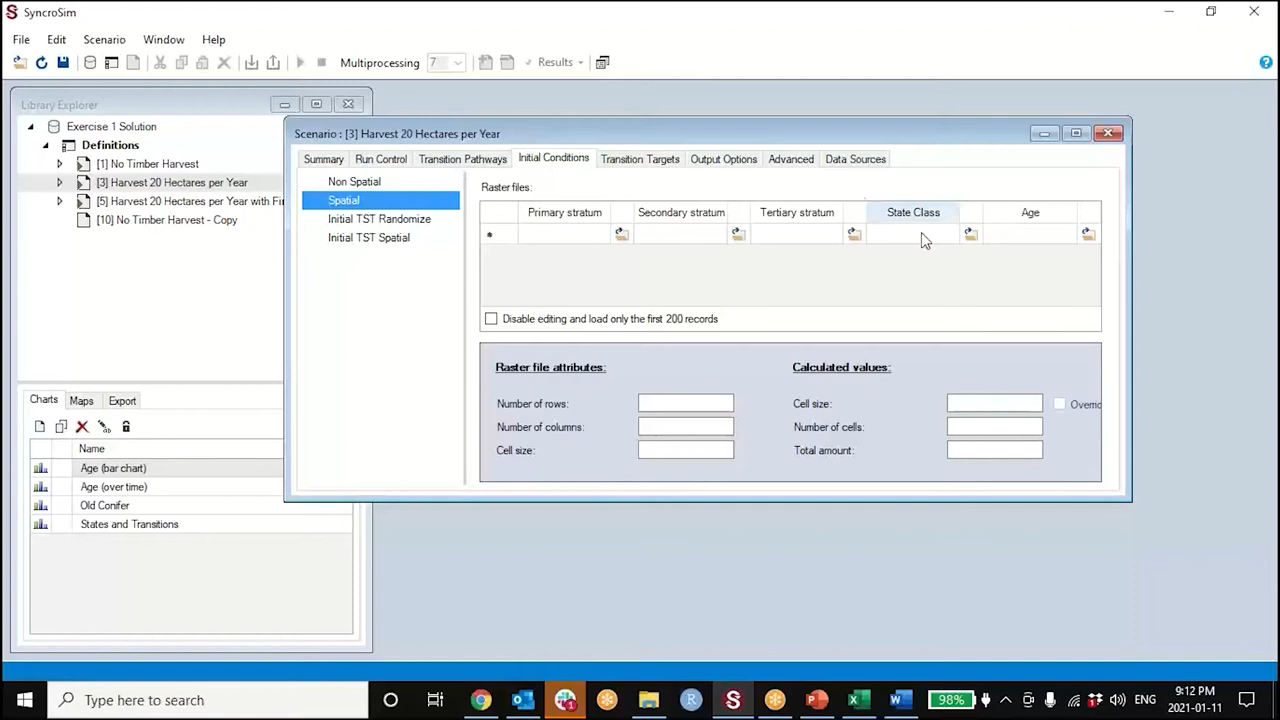 SyncroSim
File Edit Scenario Window Help
Multiprocessing 7 Results
Library Explorer
Exercise 1 Solution
Definitions
[1] No Timber Harvest
[3] Harvest 20 Hectares per Year
[5] Harvest 20 Hectares per Year with Fi
[10] No Timber Harvest - Copy
Charts Maps Export
Name
Age (bar chart)
Age (over time)
Old Conifer
States and Transitions
Scenario : [3] Harvest 20 Hectares per Year
Summary Run Control Transition Pathways Initial Conditions Transition Targets Output Options Advanced Data Sources
Non Spatial
Spatial
Initial TST Randomize
Initial TST Spatial
Raster files:
Primary stratum Secondary stratum Tertiary stratum State Class Age
*
Disable editing and load only the first 200 records
Raster file attributes: Calculated values:
Number of rows: Cell size: Overric
Number of columns: Number of cells:
Cell size: Total amount:
Type here to search
98% ENG 9:12 PM
2021-01-11